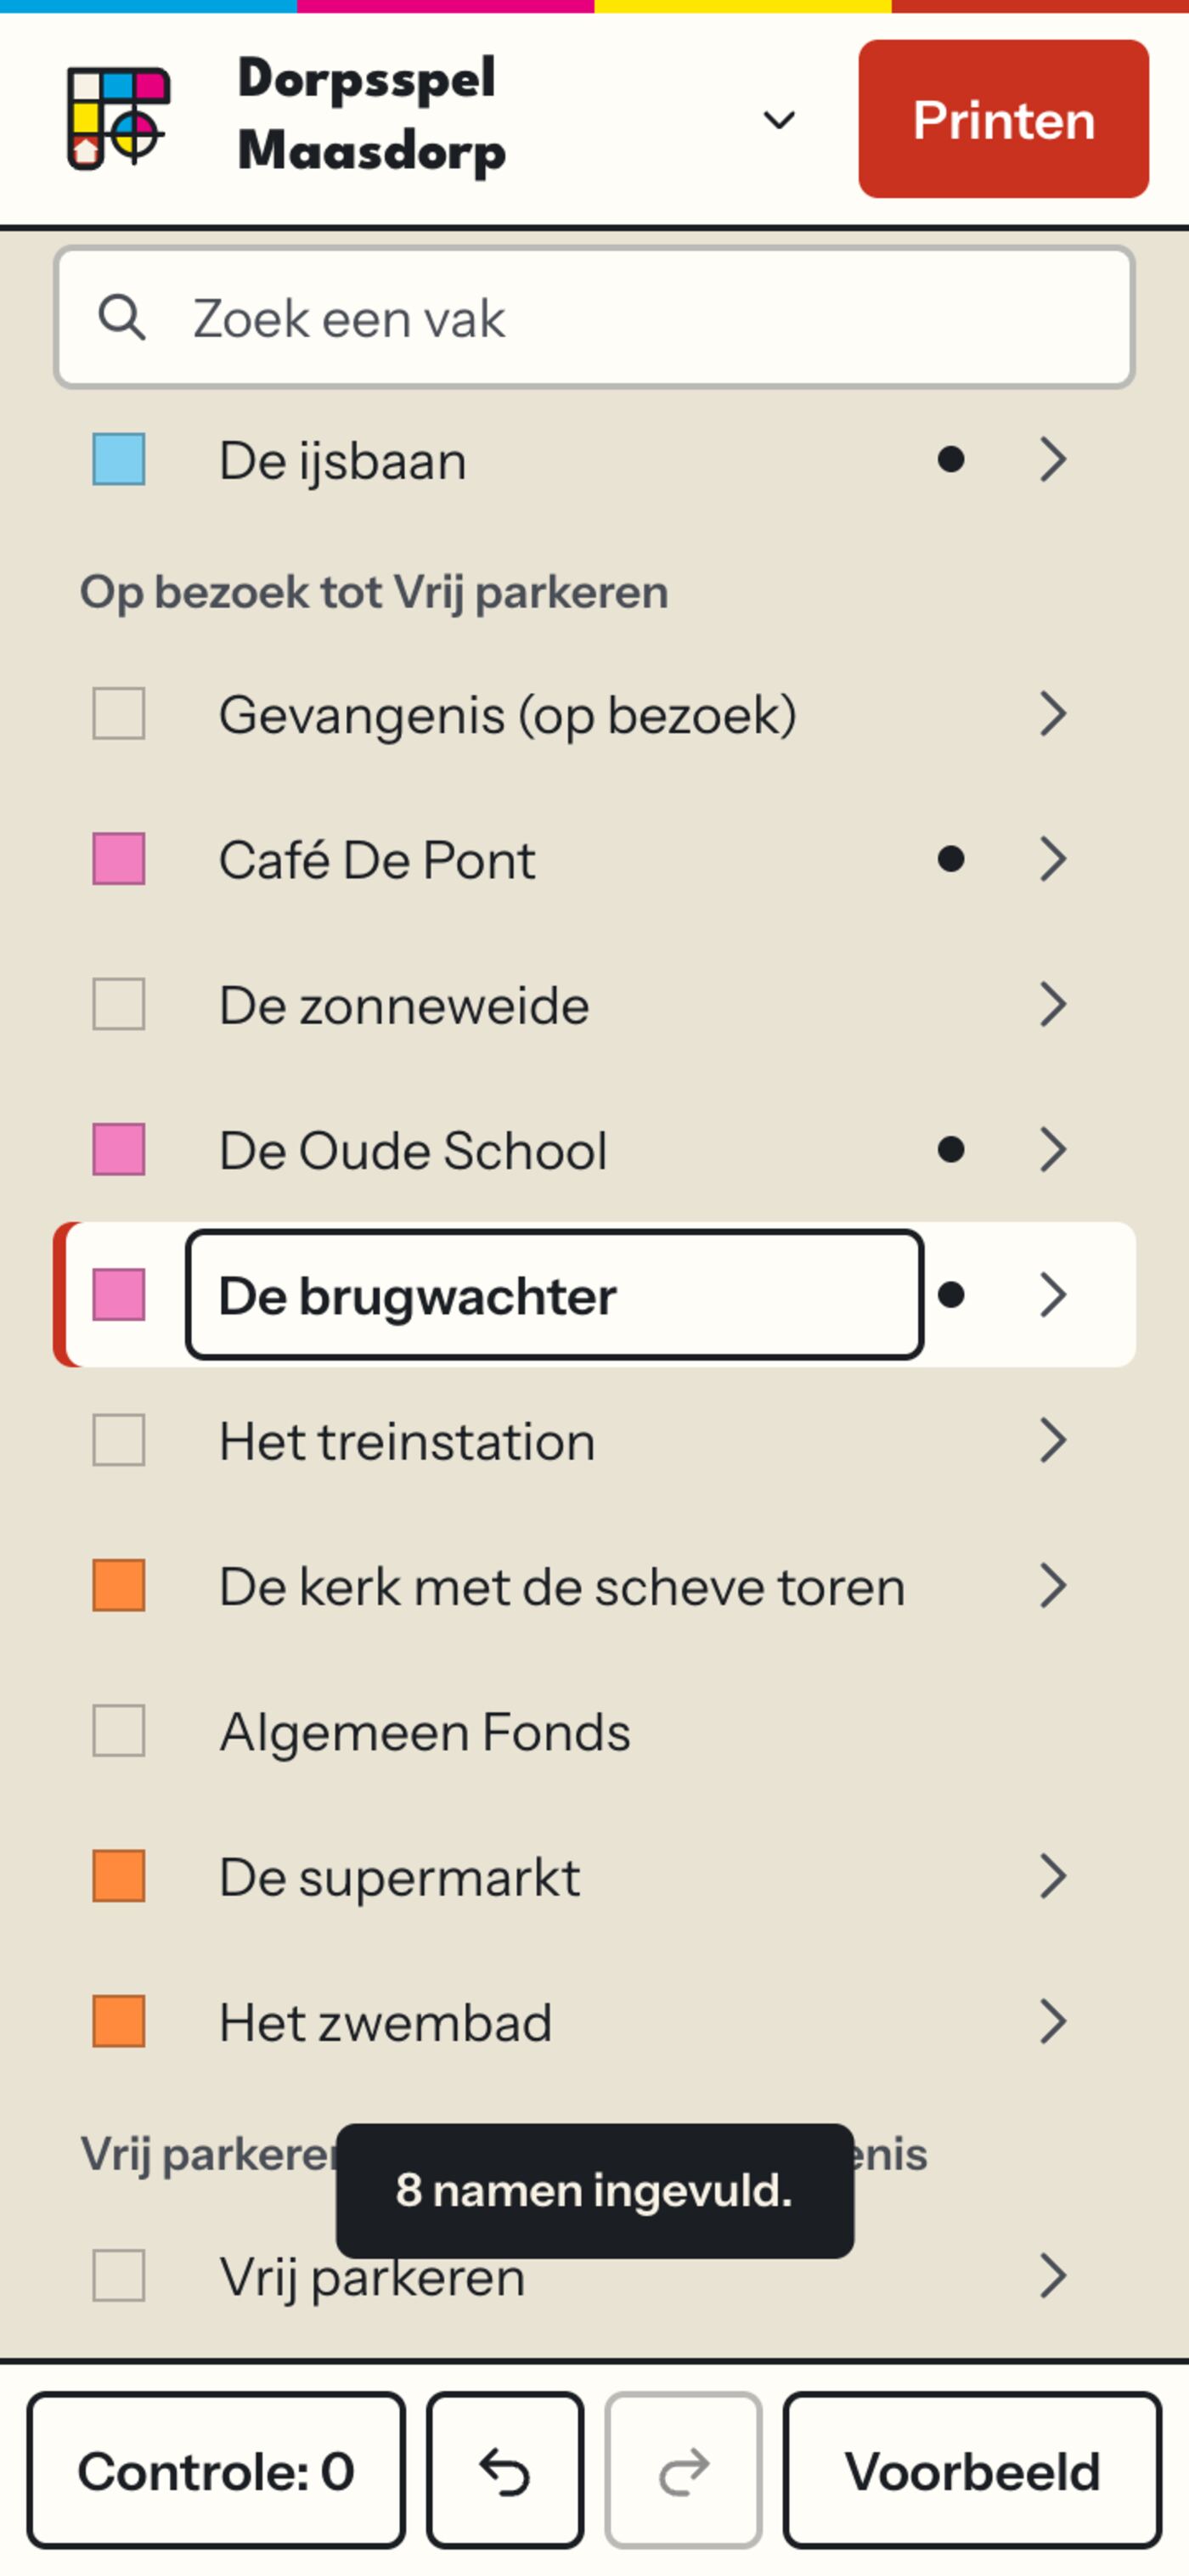 Dorpsspel
Maasdorp
Printen
Zoek een vak
De ijsbaan
Op bezoek tot Vrij parkeren
Gevangenis (op bezoek)
Café De Pont
De zonneweide
De Oude School
De brugwachter
Het treinstation
De kerk met de scheve toren
Algemeen Fonds
De supermarkt
Het zwembad
Vrij parkeren
8 namen ingevuld.
Vrij parkeren
Controle: 0
Voorbeeld